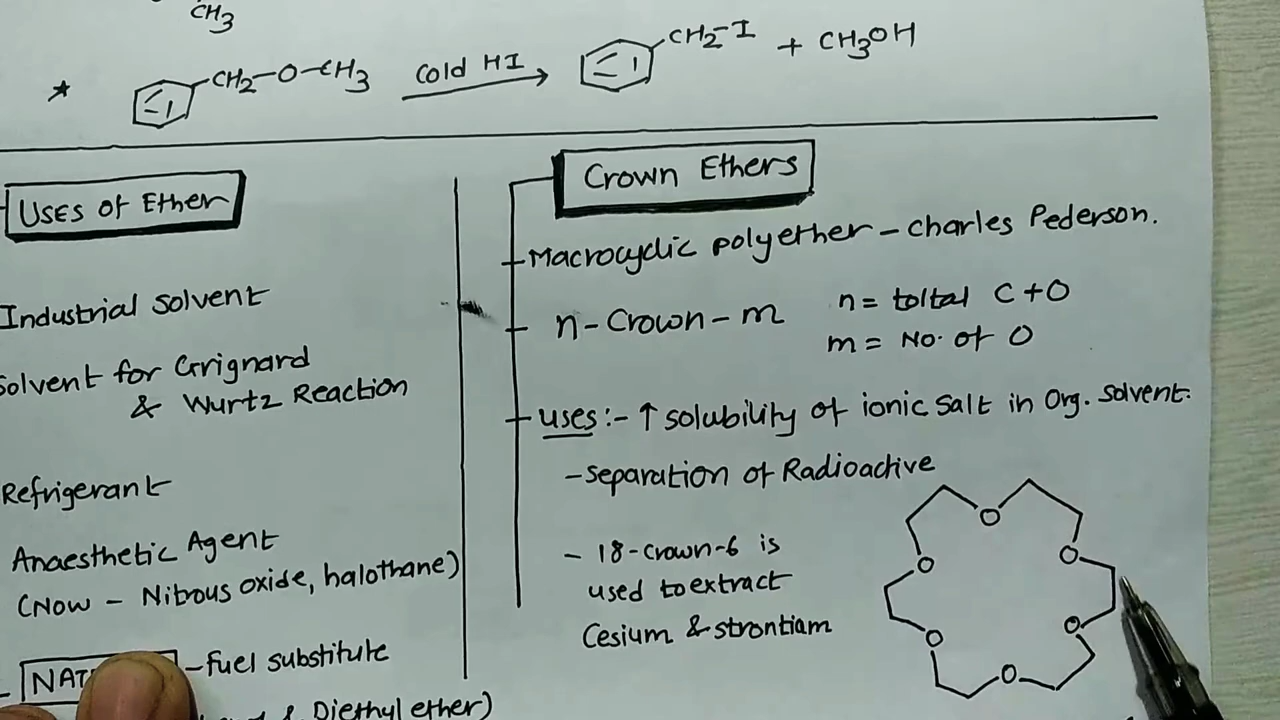 CH3
* CH2-O-CH3 Cold HI CH2-I + CH3OH
Uses of Ether
Industrial Solvent
Solvent for Grignard
& Wurtz Reaction
Refrigerant
Anaesthetic Agent
(Now - Nitrous oxide, halothane)
- fuel substitute
& Diethyl ether)
Crown Ethers
Macrocyclic polyether - charles Pederson.
n-Crown-m
n = toltal C+O
m = No. of O
uses :- ↑ solubility of ionic salt in Org. solvent.
- separation of Radioactive
- 18-crown-6 is
used to extract
Cesium & strontiam
O
O
O
O
O
O